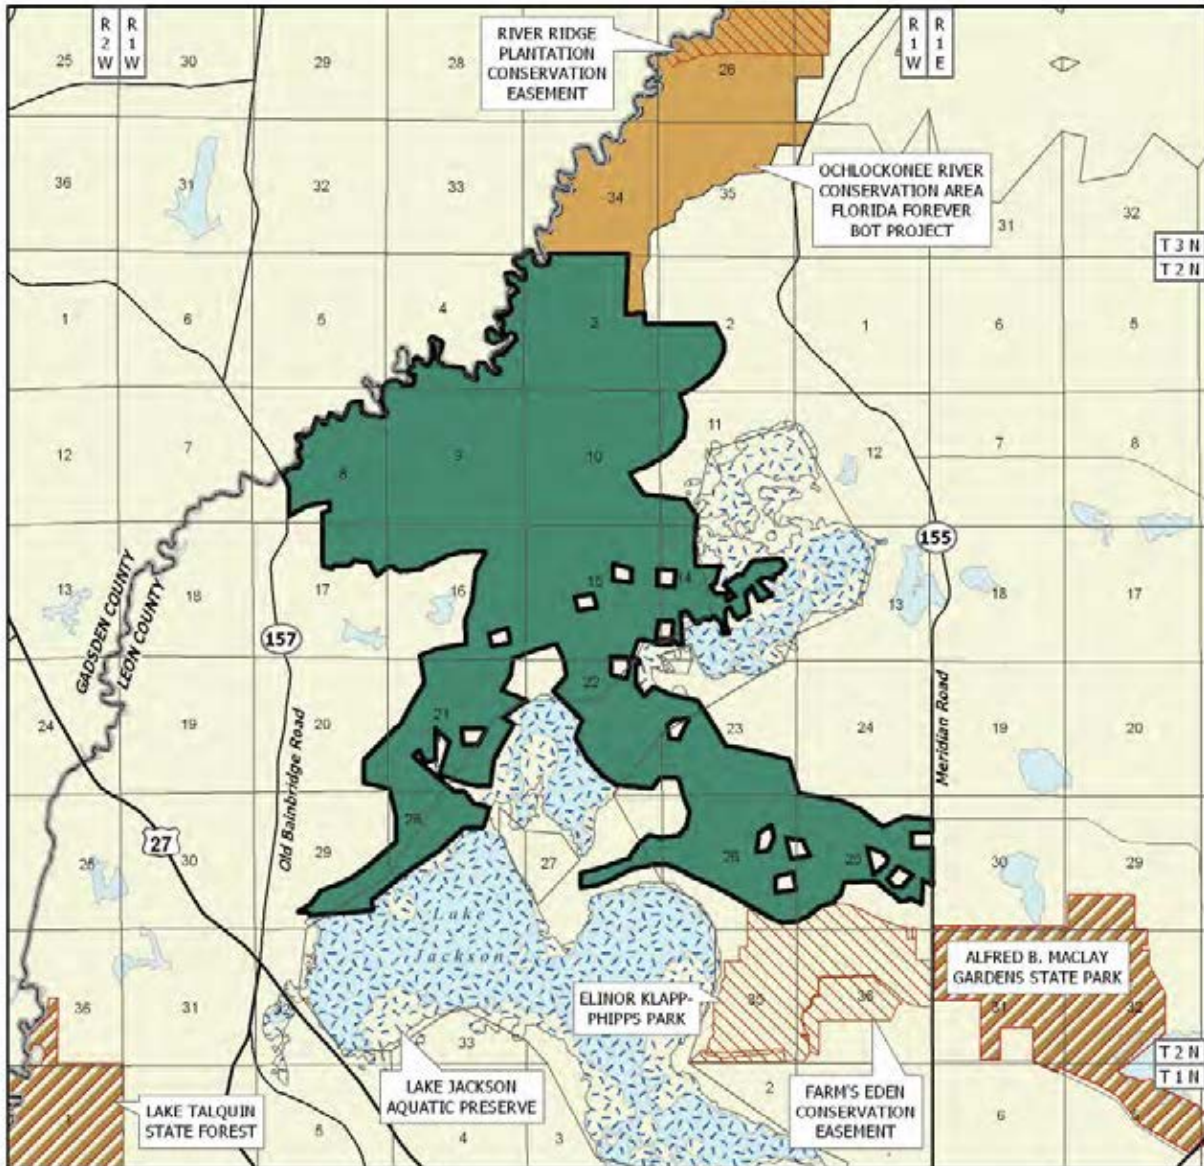 R R
2 1
W W
RIVER RIDGE
PLANTATION
CONSERVATION
EASEMENT
R R
1 1
W E
25 30 29 28 26
OCHLOCKONEE RIVER
CONSERVATION AREA
FLORIDA FOREVER
BOT PROJECT
36 31 32 33 34 35 31 32
T 3 N
T 2 N
1 6 5 4 3 2 1 6 5
12 7 8 9 10 11 12 7 8
155
13 18 17 16 15 14 13 18 17
GADSDEN COUNTY
LEON COUNTY
157
24 19 20 21 22 23 24 19 20
Old Bainbridge Road
Meridian Road
27
30 29 28 27 26 25 30 29
Lake
Jackson
ALFRED B. MACLAY
GARDENS STATE PARK
ELINOR KLAPP-
PHIPPS PARK
36 31 32 33 35 36 31 32
T 2 N
T 1 N
LAKE JACKSON
AQUATIC PRESERVE
FARM'S EDEN
CONSERVATION
EASEMENT
LAKE TALQUIN
STATE FOREST
1 5 4 3 2 6